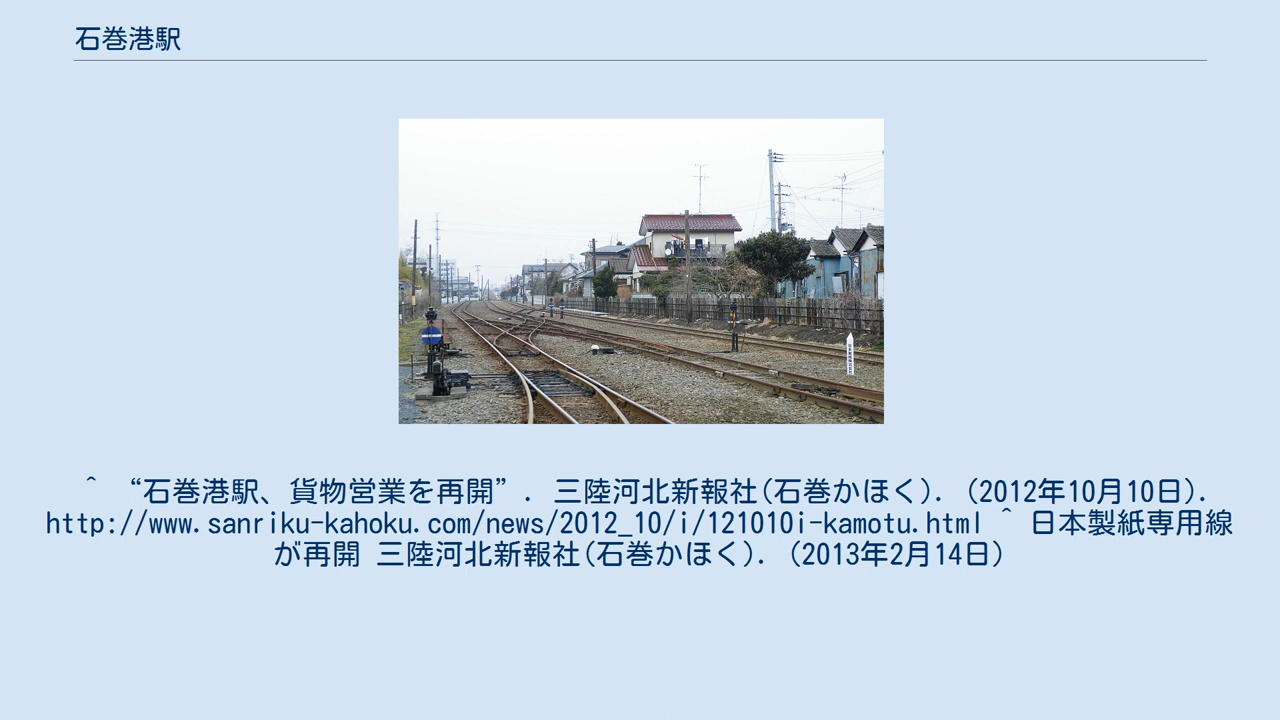 石巻港駅
^ “石巻港駅、貨物営業を再開”. 三陸河北新報社(石巻かほく). (2012年10月10日).
http://www.sanriku-kahoku.com/news/2012_10/i/121010i-kamotu.html ^ 日本製紙専用線
が再開 三陸河北新報社(石巻かほく). (2013年2月14日)